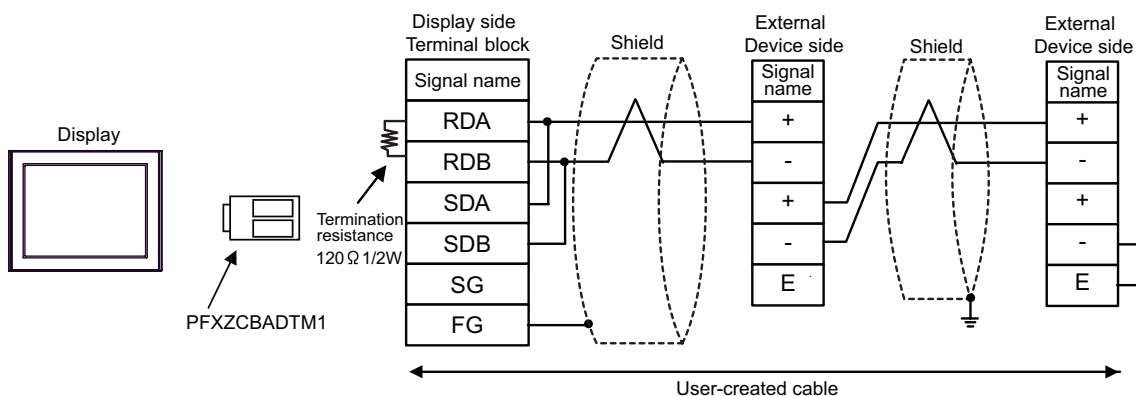 Display
PFXZCBADTM1
Termination
resistance
120 Ω 1/2W
Display side
Terminal block
Signal name
RDA
RDB
SDA
SDB
SG
FG
Shield
External
Device side
Signal
name
+
-
+
-
E
Shield
External
Device side
Signal
name
+
-
+
-
E
User-created cable